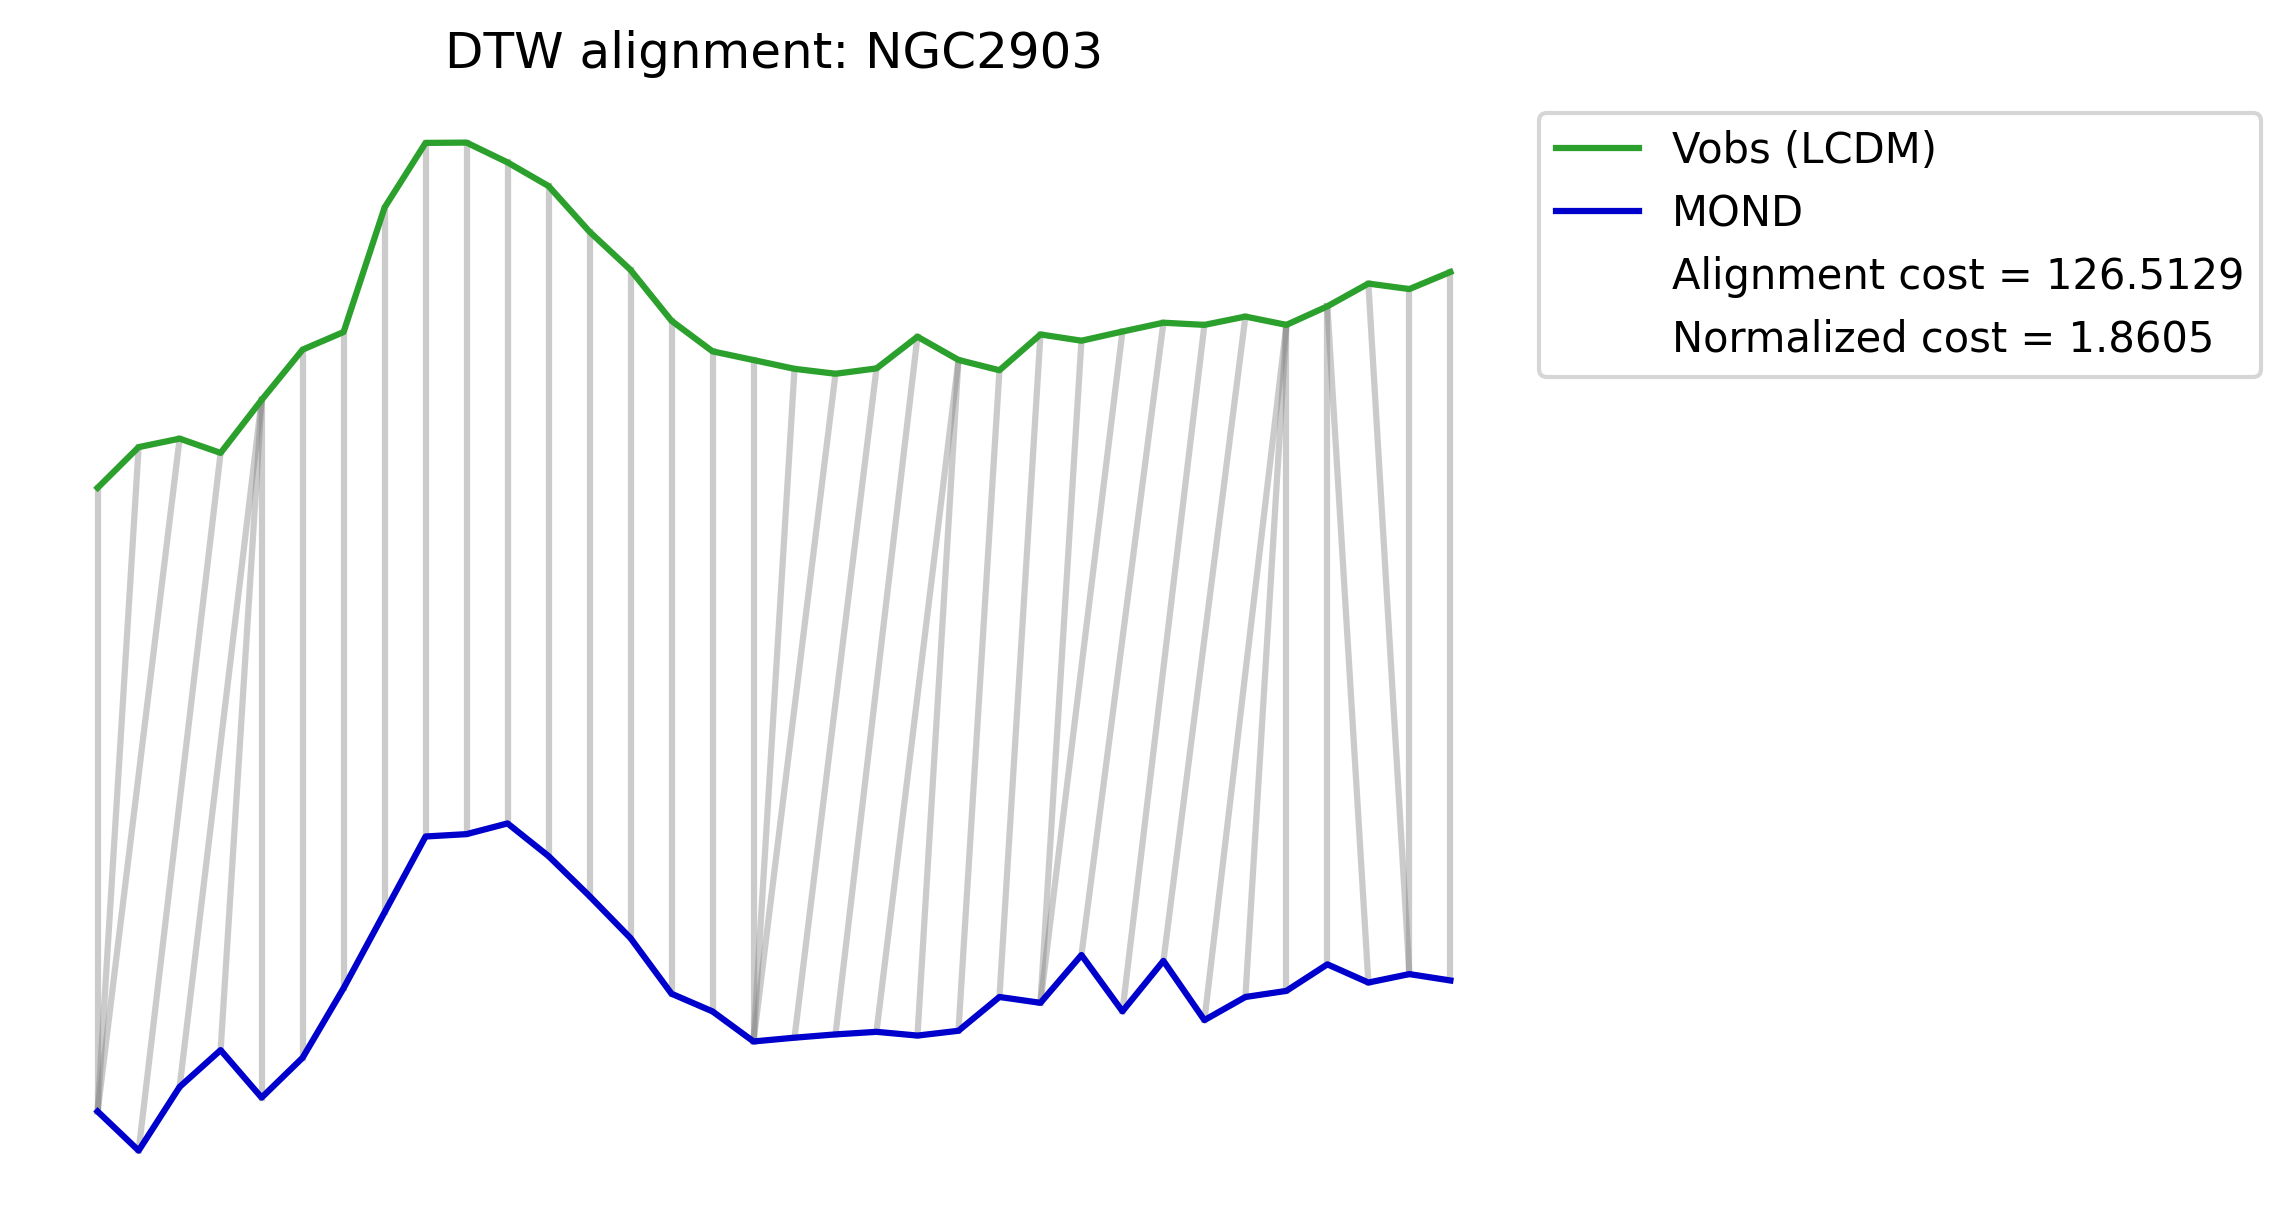 DTW alignment: NGC2903
Vobs (LCDM)
MOND
Alignment cost = 126.5129
Normalized cost = 1.8605